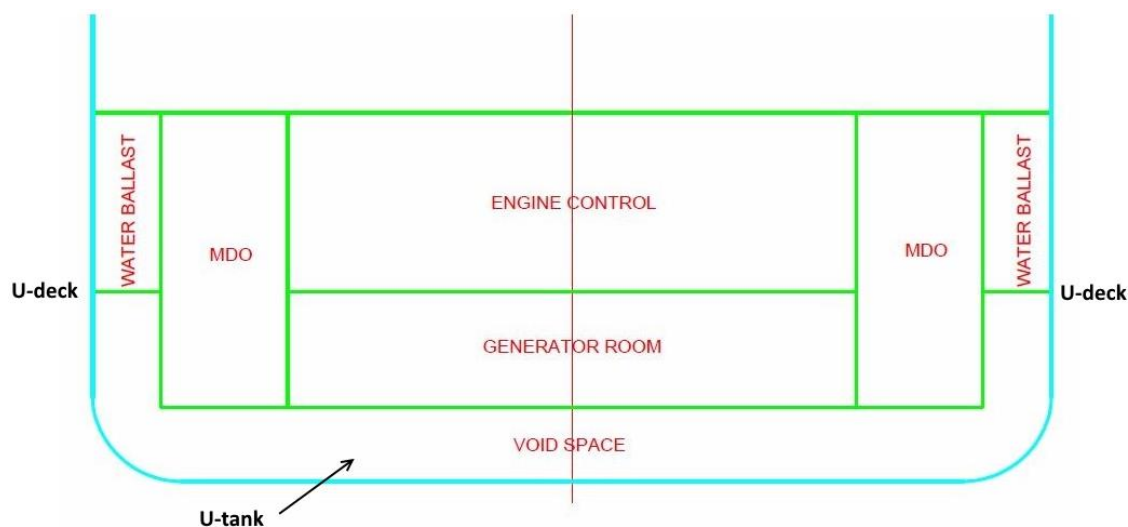 WATER BALLAST
ENGINE CONTROL
WATER BALLAST
MDO
MDO
U-deck
U-deck
GENERATOR ROOM
VOID SPACE
U-tank